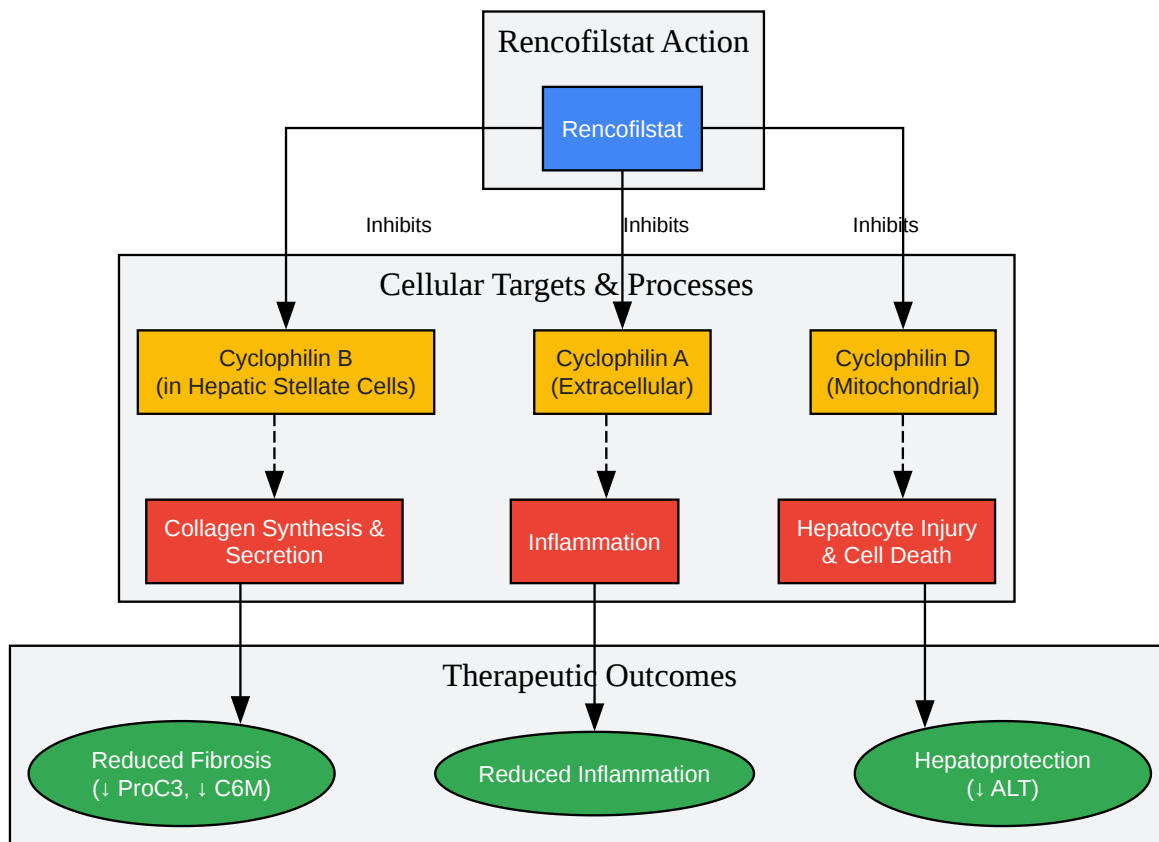 Rencofilstat Action
Rencofilstat
Inhibits
Inhibits
Inhibits
Cellular Targets & Processes
Cyclophilin B
(in Hepatic Stellate Cells)
Cyclophilin A
(Extracellular)
Cyclophilin D
(Mitochondrial)
Collagen Synthesis &
Secretion
Inflammation
Hepatocyte Injury
& Cell Death
Therapeutic Outcomes
Reduced Fibrosis
(↓ ProC3, ↓ C6M)
Reduced Inflammation
Hepatoprotection
(↓ ALT)